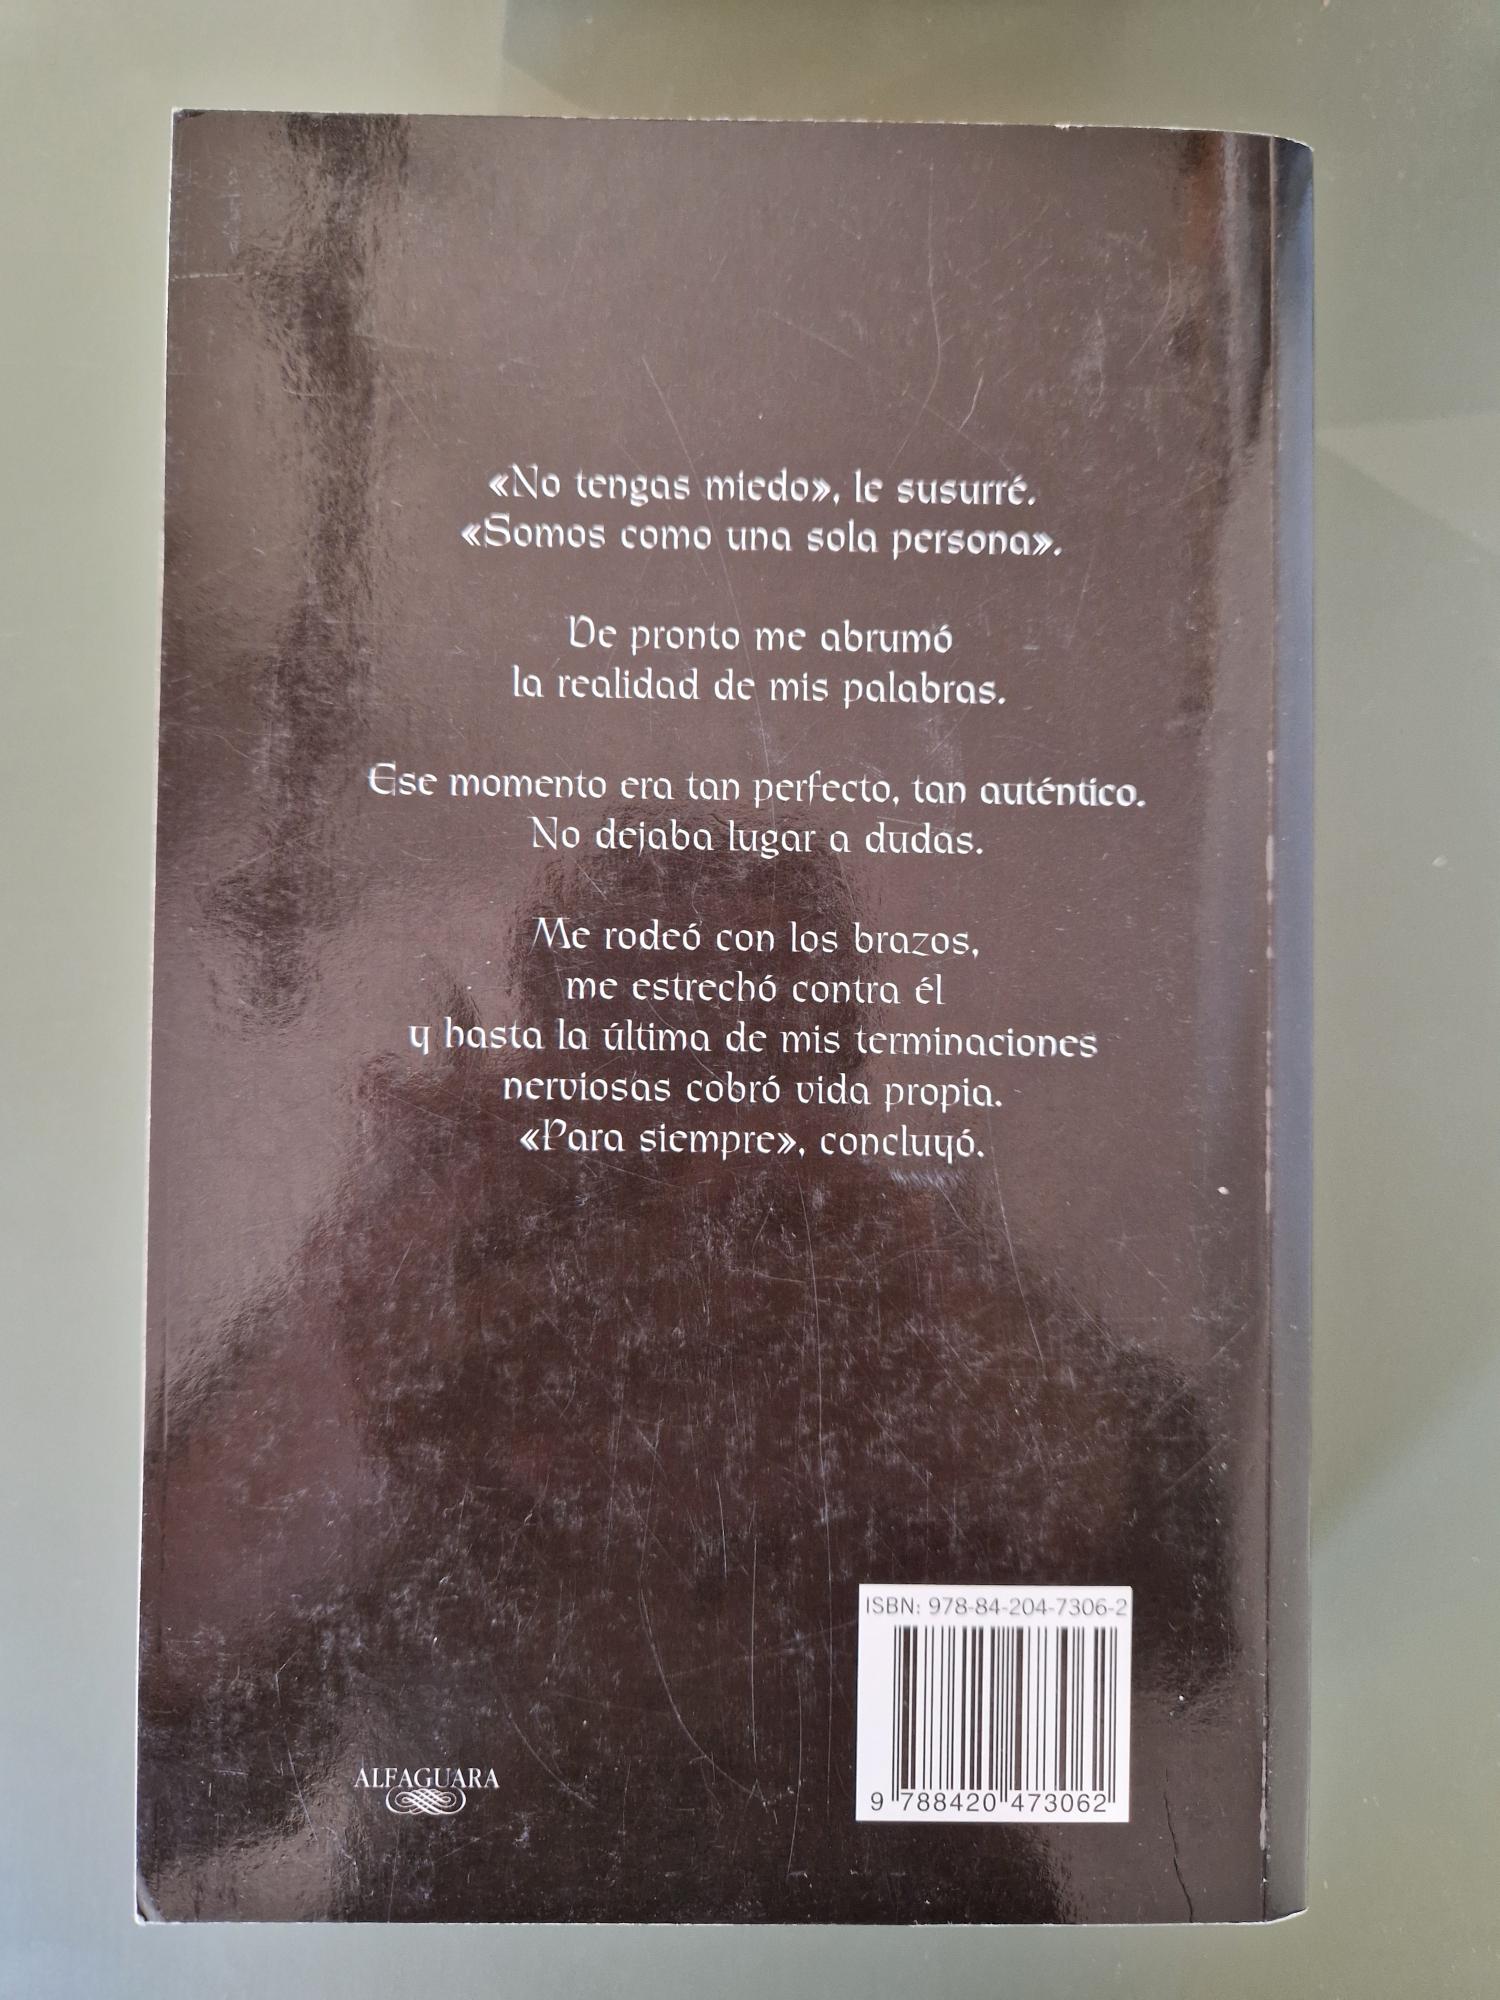 «No tengas miedo», le susurré.
«Somos como una sola persona».
De pronto me abrumó
la realidad de mis palabras.
Ese momento era tan perfecto, tan auténtico.
No dejaba lugar a dudas.
Me rodeó con los brazos,
me estrechó contra él
y hasta la última de mis terminaciones
nerviosas cobró vida propia.
«Para siempre», concluyó.
ISBN: 978-84-204-7306-2
9 788420 473062
ALFAGUARA